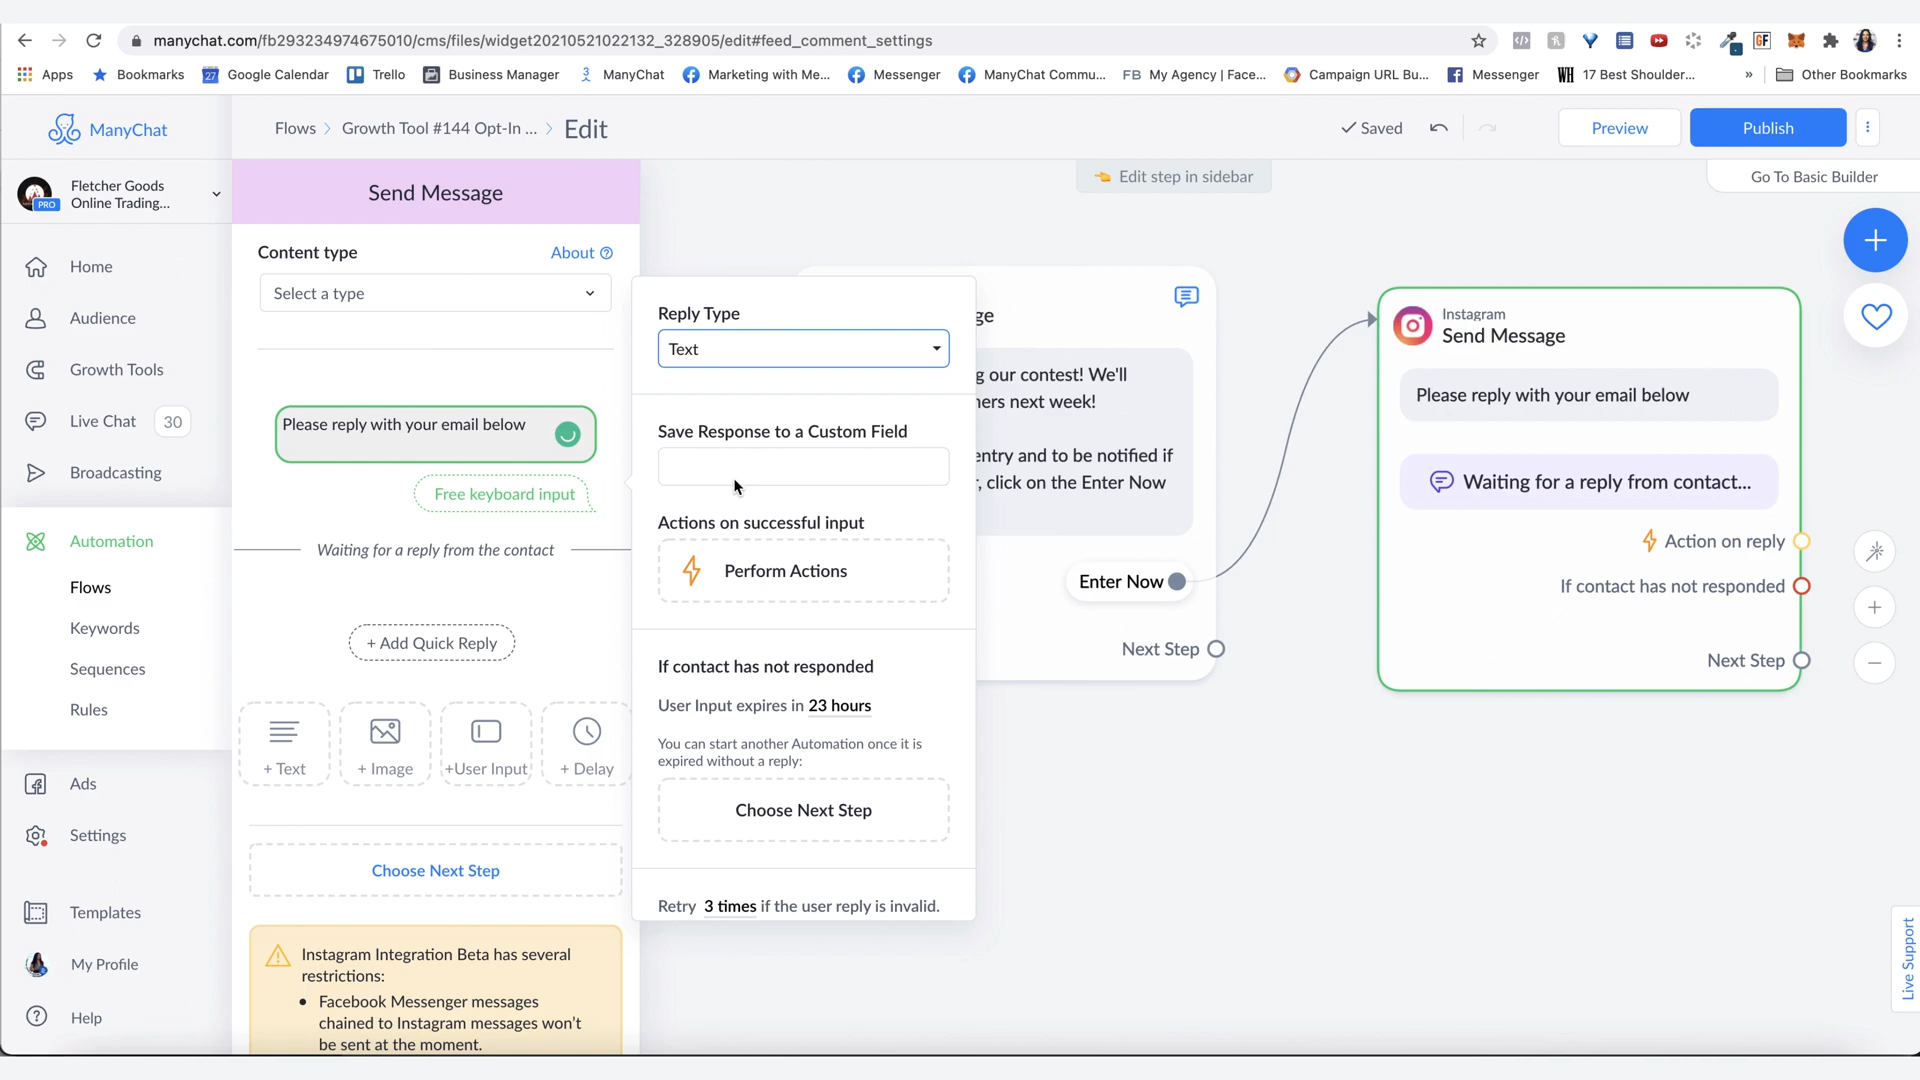 manychat.com/fb293234974675010/cms/files/widget20210521022132_328905/edit#feed_comment_settings
Apps
Bookmarks
27
Google Calendar
Trello
Business Manager
ManyChat
Marketing with Me...
Messenger
ManyChat Commu...
FB
My Agency | Face...
Campaign URL Bu...
Messenger
17 Best Shoulder...
»
Other Bookmarks
ManyChat
Flows
Growth Tool #144 Opt-In ...
Edit
Saved
Preview
Publish
Fletcher Goods
Online Trading...
PRO
Send Message
Edit step in sidebar
Go To Basic Builder
Home
Audience
Growth Tools
Live Chat
30
Broadcasting
Automation
Flows
Keywords
Sequences
Rules
Ads
Settings
Templates
My Profile
Help
Content type
About
Select a type
Please reply with your email below
Free keyboard input
Waiting for a reply from the contact
+ Add Quick Reply
+ Text
+ Image
+User Input
+ Delay
Choose Next Step
Instagram Integration Beta has several
restrictions:
• Facebook Messenger messages
chained to Instagram messages won't
be sent at the moment.
Reply Type
Text
Save Response to a Custom Field
Actions on successful input
Perform Actions
If contact has not responded
User Input expires in 23 hours
You can start another Automation once it is
expired without a reply:
Choose Next Step
Retry 3 times if the user reply is invalid.
ge
g our contest! We'll
ners next week!
entry and to be notified if
, click on the Enter Now
Enter Now
Next Step
Instagram
Send Message
Please reply with your email below
Waiting for a reply from contact...
Action on reply
If contact has not responded
Next Step
Live Support